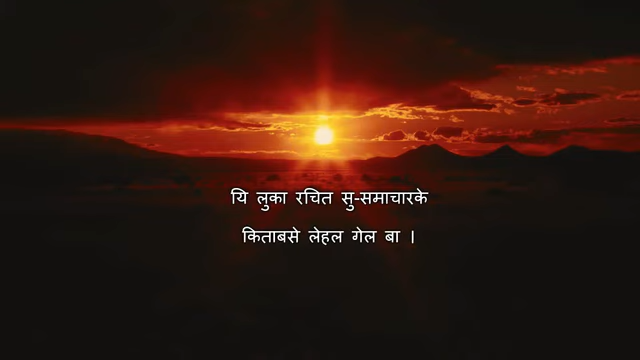 यि लुका रचित सु-समाचारके
किताबसे लेहल गेल बा ।